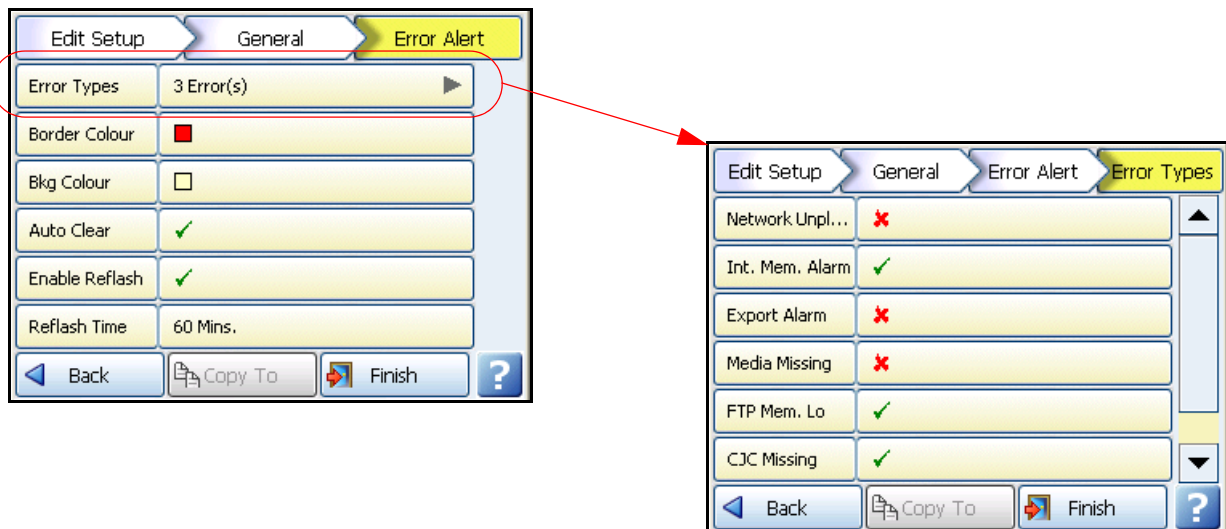 Edit Setup General Error Alert
Error Types 3 Error(s)
Border Colour
Bkg Colour
Auto Clear
Enable Reflash
Reflash Time 60 Mins.
Back Copy To Finish ?
Edit Setup General Error Alert Error Types
Network Unpl...
Int. Mem. Alarm
Export Alarm
Media Missing
FTP Mem. Lo
CJC Missing
Back Copy To Finish ?